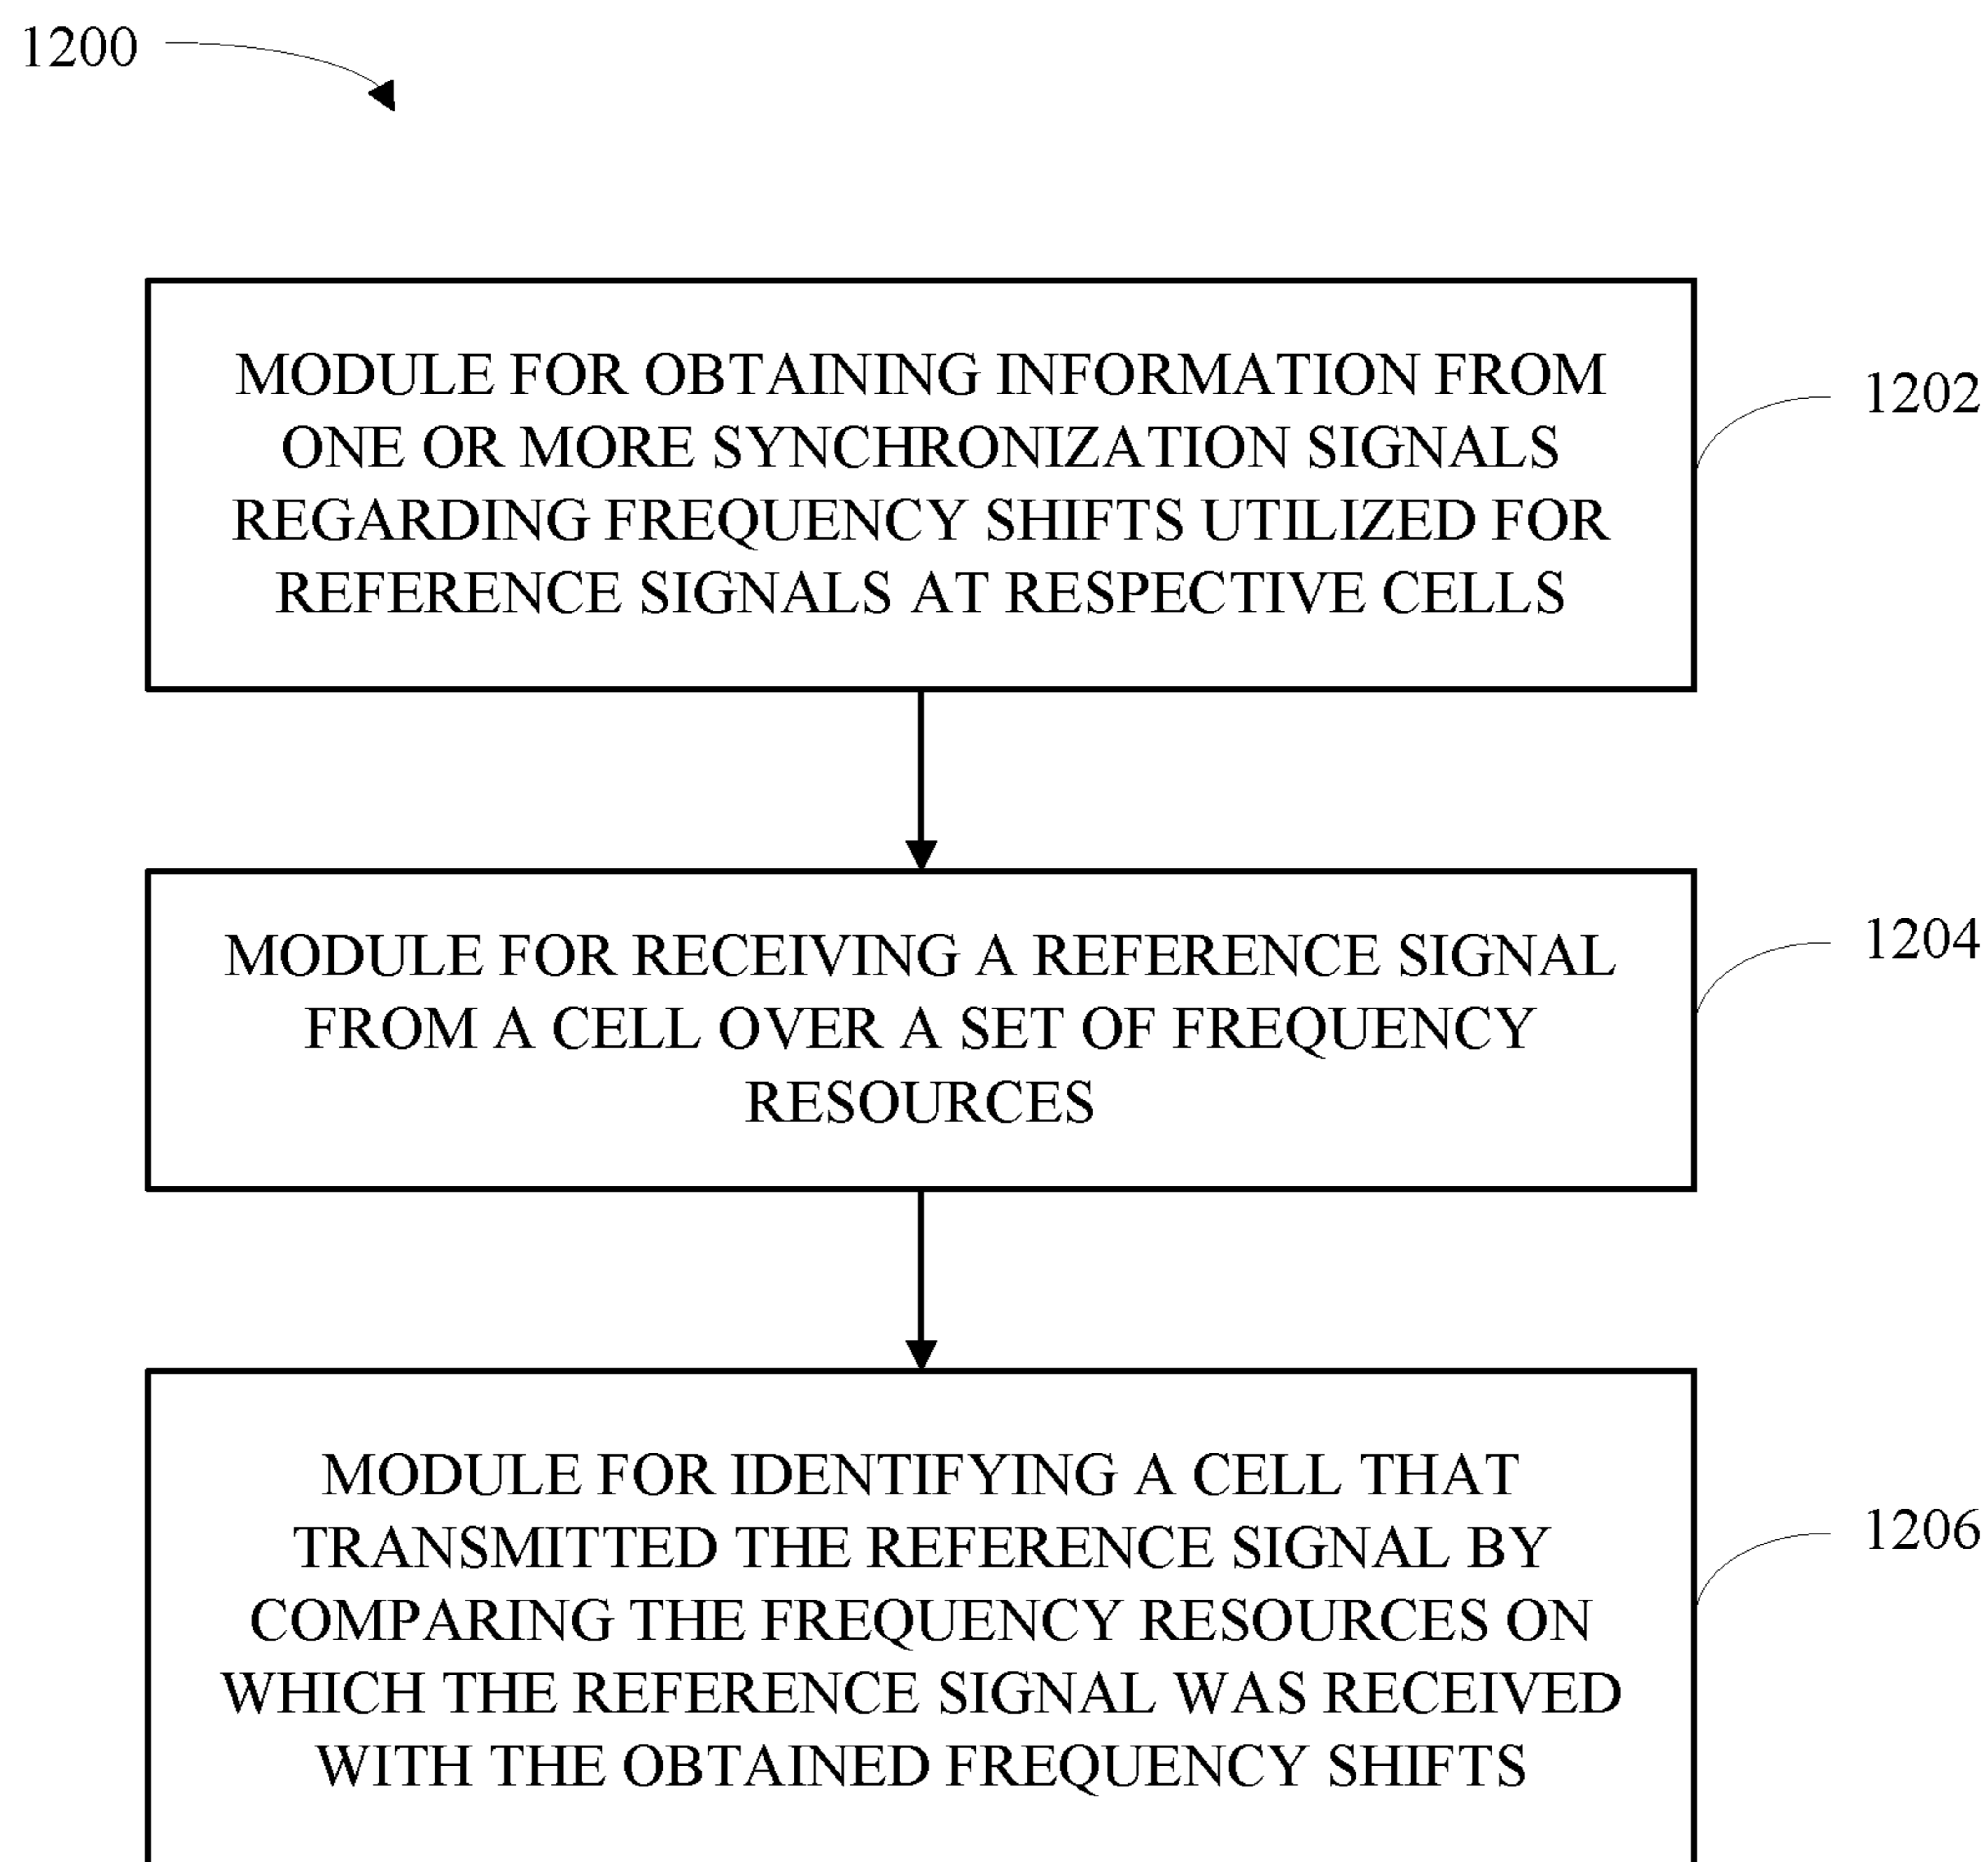 1200
MODULE FOR OBTAINING INFORMATION FROM
ONE OR MORE SYNCHRONIZATION SIGNALS
REGARDING FREQUENCY SHIFTS UTILIZED FOR
REFERENCE SIGNALS AT RESPECTIVE CELLS
1202
MODULE FOR RECEIVING A REFERENCE SIGNAL
FROM A CELL OVER A SET OF FREQUENCY
RESOURCES
1204
MODULE FOR IDENTIFYING A CELL THAT
TRANSMITTED THE REFERENCE SIGNAL BY
COMPARING THE FREQUENCY RESOURCES ON
WHICH THE REFERENCE SIGNAL WAS RECEIVED
WITH THE OBTAINED FREQUENCY SHIFTS
1206